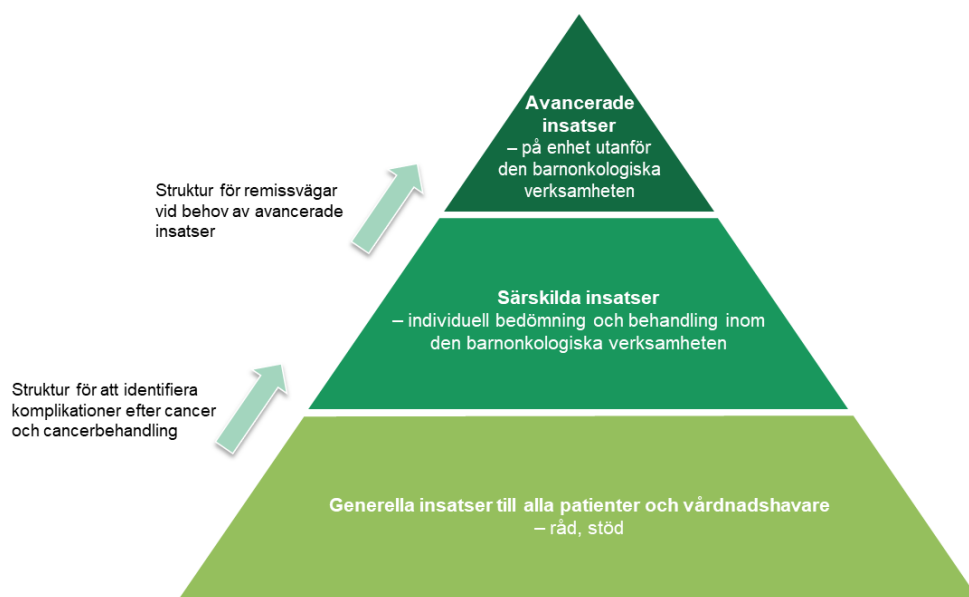 Avancerade
insatser
– på enhet utanför
den barnonkologiska
verksamheten
Struktur för remissvägar
vid behov av avancerade
insatser
Särskilda insatser
– individuell bedömning och behandling inom
den barnonkologiska verksamheten
Struktur för att identifiera
komplikationer efter cancer
och cancerbehandling
Generella insatser till alla patienter och vårdnadshavare
– råd, stöd